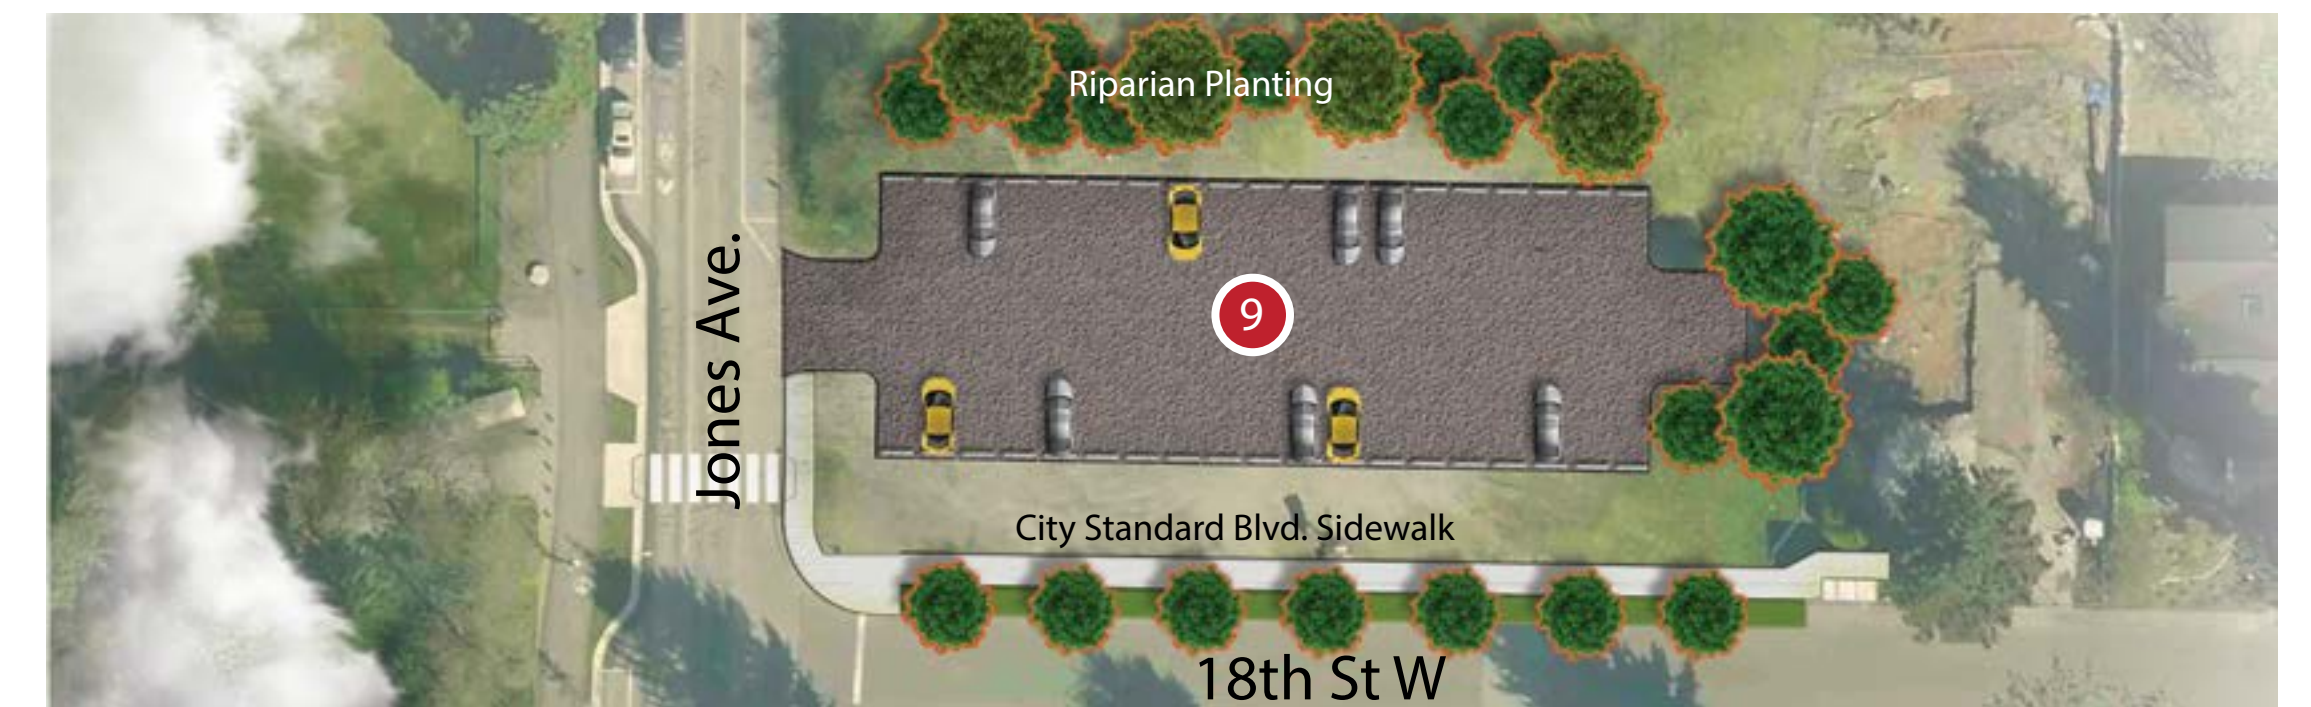 Riparian Planting
Jones Ave.
9
City Standard Blvd. Sidewalk
18th St W